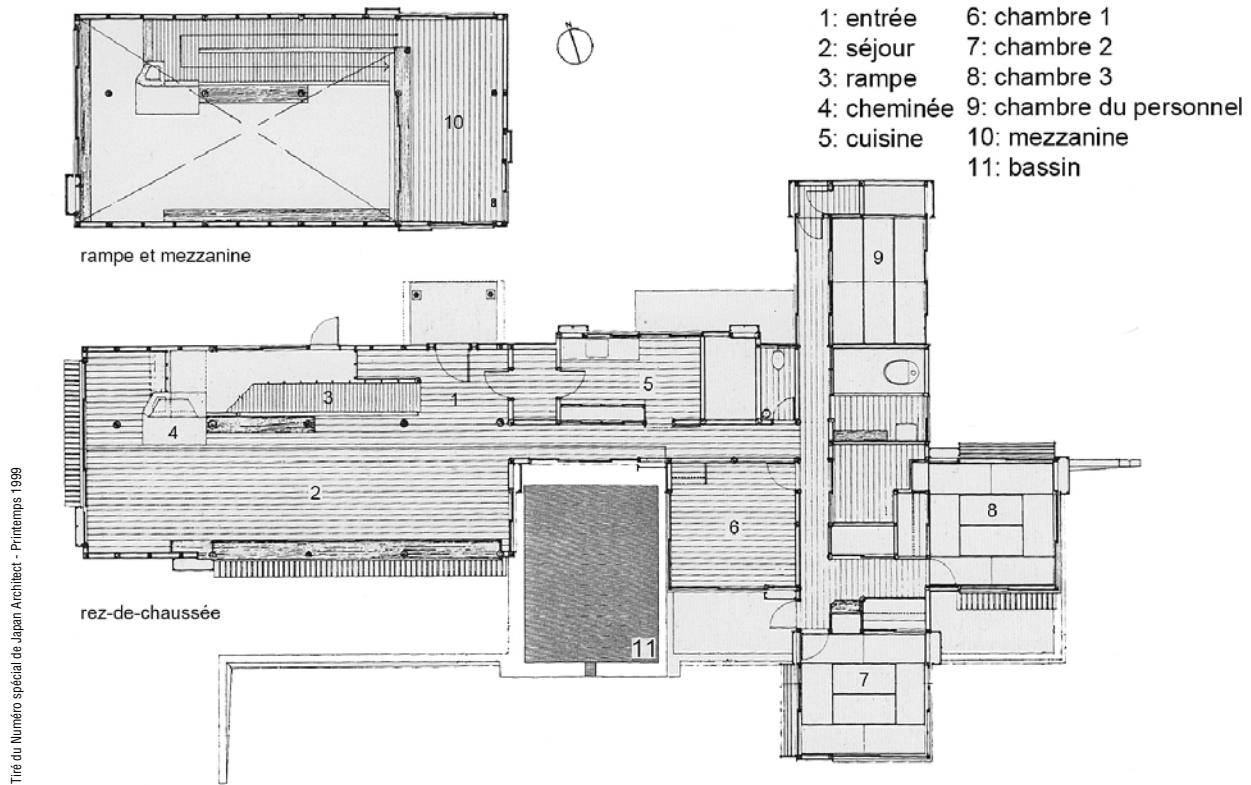 N
1: entrée
2: séjour
3: rampe
4: cheminée
5: cuisine
6: chambre 1
7: chambre 2
8: chambre 3
9: chambre du personnel
10: mezzanine
11: bassin
10
rampe et mezzanine
9
3
1
5
4
2
6
8
11
7
rez-de-chaussée
Tiré du Numéro spécial de Japan Architect - Printemps 1999